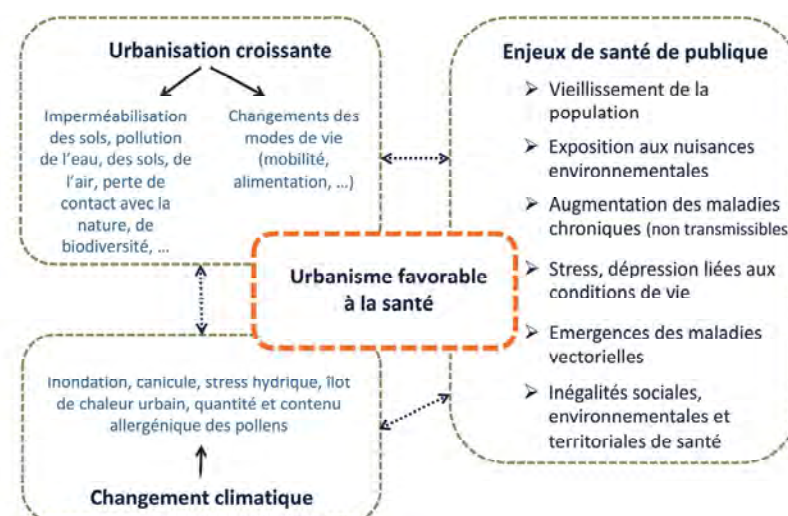 Urbanisation croissante
Imperméabilisation
des sols, pollution
de l'eau, des sols, de
l'air, perte de
contact avec la
nature, de
biodiversité, ...
Changements des
modes de vie
(mobilité,
alimentation, ...)
Enjeux de santé de publique
Vieillissement de la
population
Exposition aux nuisances
environnementales
Augmentation des maladies
chroniques (non transmissibles
Stress, dépression liées aux
conditions de vie
Emergences des maladies
vectorielles
Inégalités sociales,
environnementales et
territoriales de santé
Urbanisme favorable
à la santé
Inondation, canicule, stress hydrique, îlot
de chaleur urbain, quantité et contenu
allergénique des pollens
Changement climatique